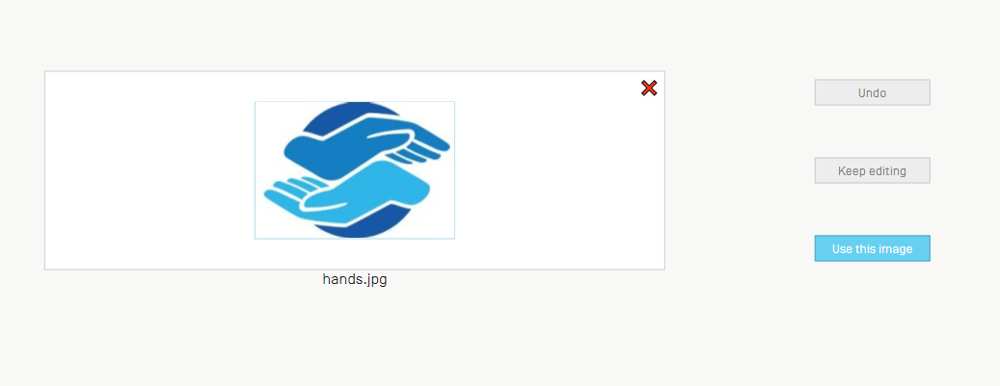 Undo
Keep editing
Use this image
hands.jpg